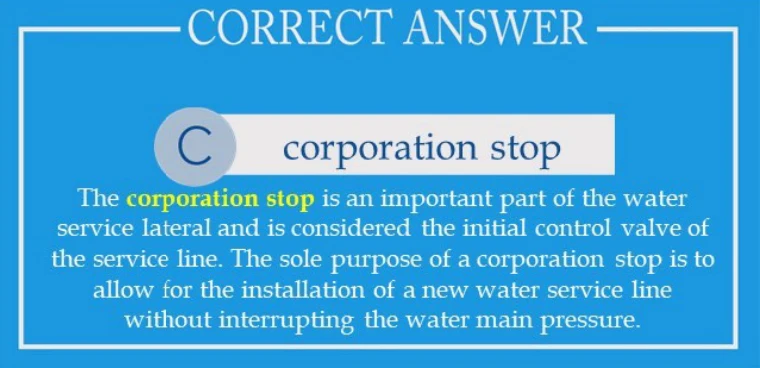 CORRECT ANSWER
C corporation stop
The corporation stop is an important part of the water
service lateral and is considered the initial control valve of
the service line. The sole purpose of a corporation stop is to
allow for the installation of a new water service line
without interrupting the water main pressure.